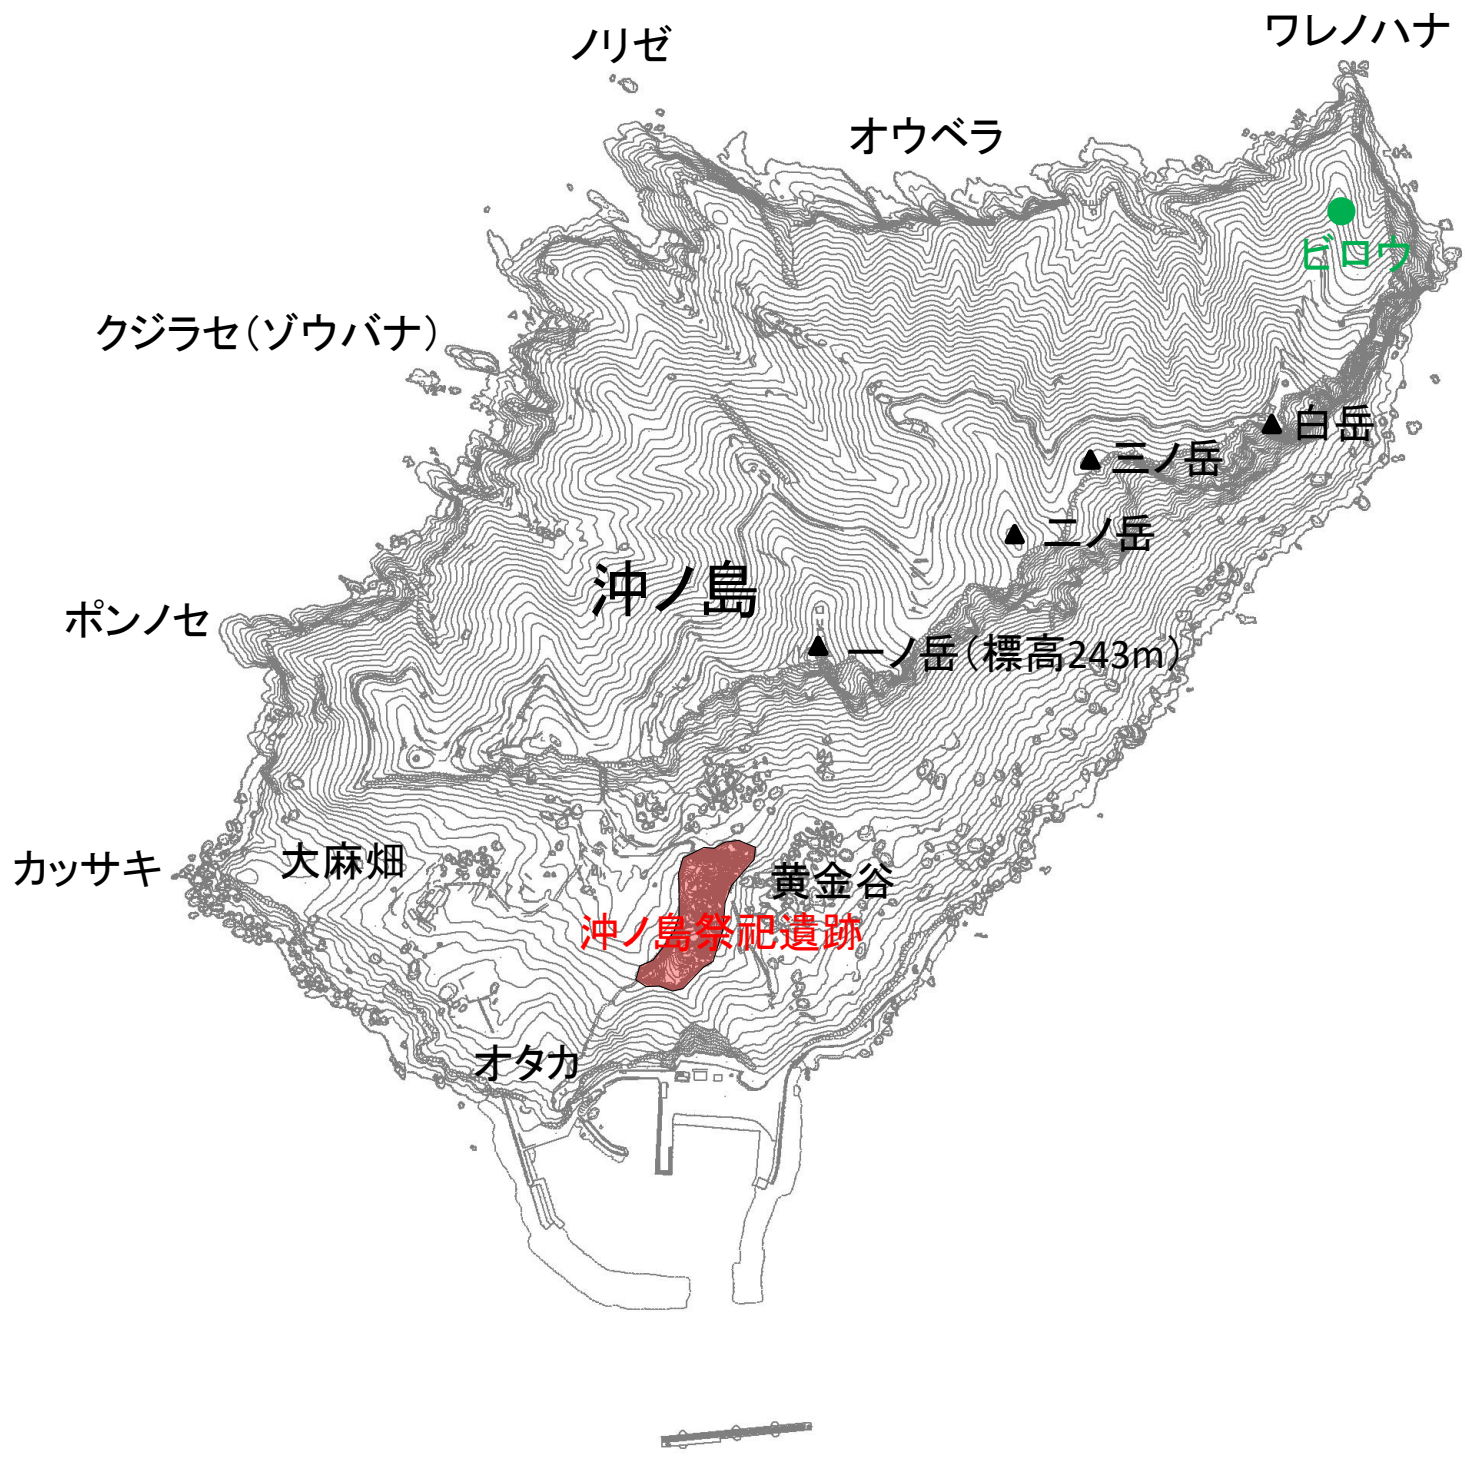 ワレノハナ
ノリゼ
オウベラ
ビロウ
クジラセ（ゾウバナ）
白岳
三ノ岳
二ノ岳
沖ノ島
ポンノセ
一ノ岳（標高243m）
大麻畑
カッサキ
黄金谷
沖ノ島祭祀遺跡
オタカ